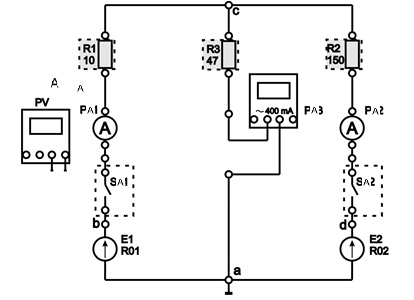 c
R1
10
R3
47
R2
150
A
A
PV
PA1
~ 400 mA
PA3
PA2
A
A
SA1
SA2
b
d
E1
R01
E2
R02
a